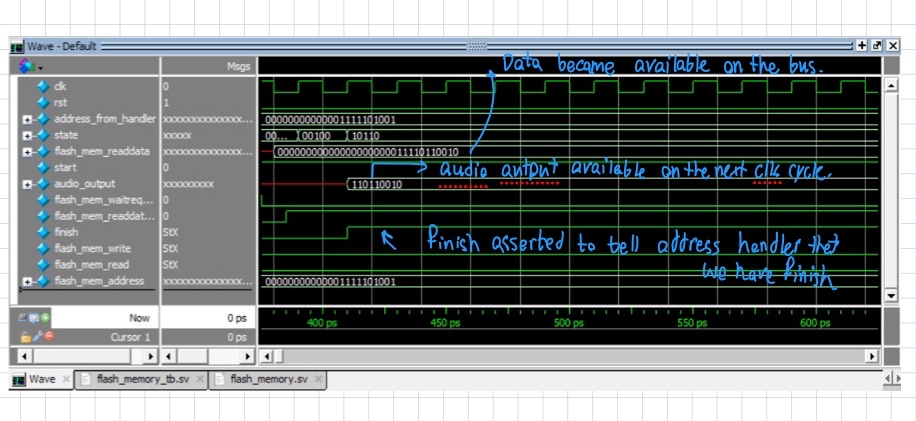 Wave - Default
Msgs
Data became available on the bus.
clk 0
rst 1
address_from_handler xxxxxxxxxxxxxx... 0000000000001111101001
state xxxxx 00... 00100 10110
flash_mem_readdata xxxxxxxxxxxxxx... 00000000000000000000011110110010
start 0
audio output available on the next clk cycle.
audio_output xxxxxxxxx 110110010
flash_mem_waitreq... 0
flash_mem_readdat... 0
finish StX
finish asserted to tell address handles that
flash_mem_write StX
we have finish
flash_mem_read StX
flash_mem_address xxxxxxxxxxxxxx... 0000000000001111101001
Now 0 ps 400 ps 450 ps 500 ps 550 ps 600 ps
Cursor 1 0 ps
Wave flash_memory_tb.sv flash_memory.sv